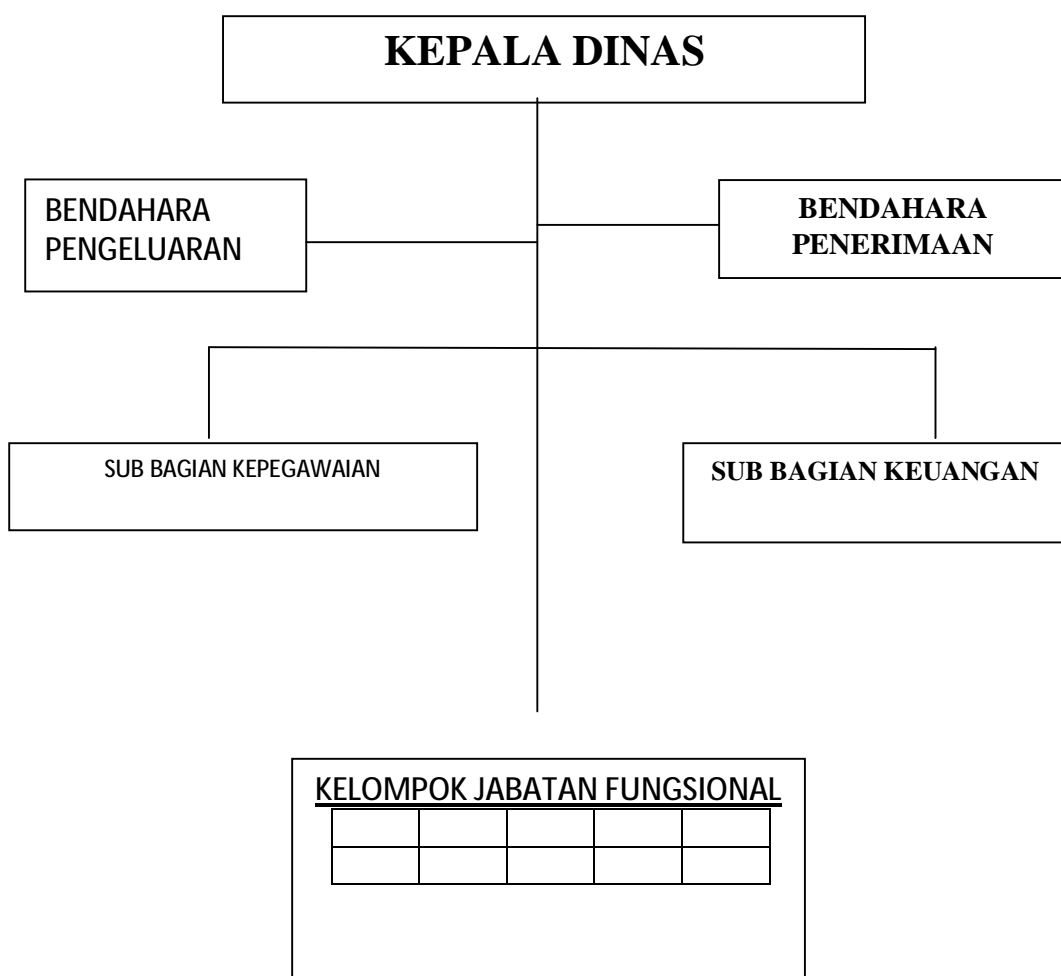 KEPALA DINAS
BENDAHARA
PENGELUARAN
BENDAHARA
PENERIMAAN
SUB BAGIAN KEPEGAWAIAN
SUB BAGIAN KEUANGAN
KELOMPOK JABATAN FUNGSIONAL